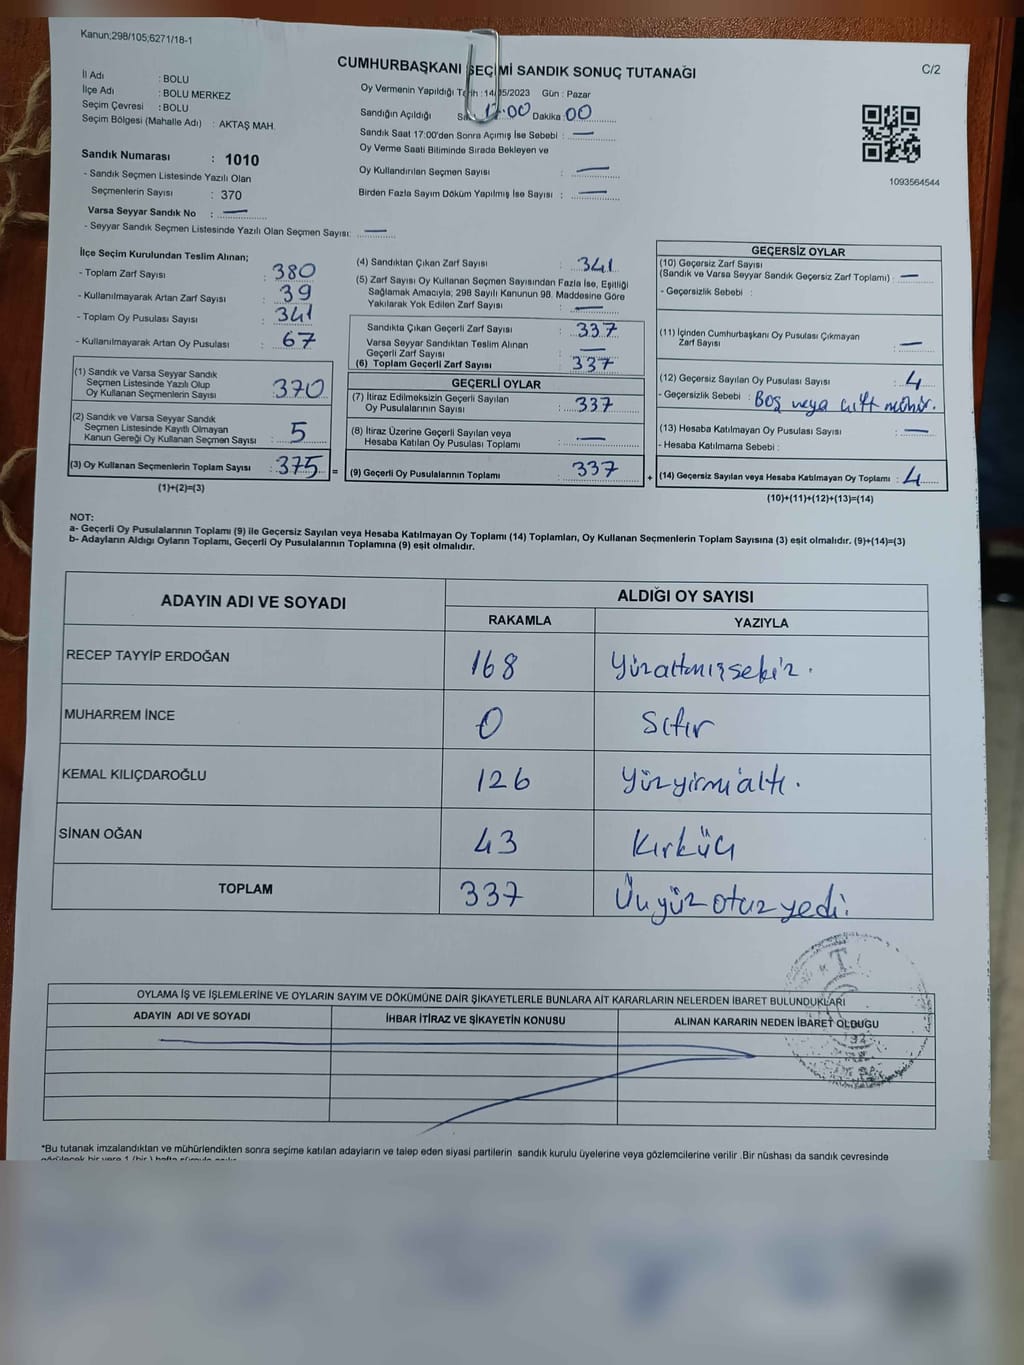 Kanun;298/105;6271/18-1
C/2
CUMHURBAŞKANI SEÇİMİ SANDIK SONUÇ TUTANAĞI
İl Adı : BOLU
İlçe Adı : BOLU MERKEZ
Seçim Çevresi : BOLU
Seçim Bölgesi (Mahalle Adı) : AKTAŞ MAH.
Oy Vermenin Yapıldığı Tarih :14/05/2023 Gün : Pazar
Sandığın Açıldığı Saat 17:00 Dakika :00
Sandık Saat 17:00'den Sonra Açımış İse Sebebi : —
Oy Verme Saati Bitiminde Sırada Bekleyen ve
Oy Kullandırılan Seçmen Sayısı : —
Birden Fazla Sayım Döküm Yapılmış İse Sayısı : —
1093564544
Sandık Numarası : 1010
- Sandık Seçmen Listesinde Yazılı Olan
Seçmenlerin Sayısı : 370
Varsa Seyyar Sandık No : —
- Seyyar Sandık Seçmen Listesinde Yazılı Olan Seçmen Sayısı: —
İlçe Seçim Kurulundan Teslim Alınan;
- Toplam Zarf Sayısı : 380
- Kullanılmayarak Artan Zarf Sayısı : 39
- Toplam Oy Pusulası Sayısı : 341
- Kullanılmayarak Artan Oy Pusulası : 67
(1) Sandık ve Varsa Seyyar Sandık
Seçmen Listesinde Yazılı Olup
Oy Kullanan Seçmenlerin Sayısı : 370
(2) Sandık ve Varsa Seyyar Sandık
Seçmen Listesinde Kayıtlı Olmayan
Kanun Gereği Oy Kullanan Seçmen Sayısı : 5
(3) Oy Kullanan Seçmenlerin Toplam Sayısı : 375 =
(1)+(2)=(3)
(4) Sandıktan Çıkan Zarf Sayısı : 341
(5) Zarf Sayısı Oy Kullanan Seçmen Sayısından Fazla İse, Eşitliği
Sağlamak Amacıyla, 298 Sayılı Kanunun 98. Maddesine Göre
Yakılarak Yok Edilen Zarf Sayısı : —
Sandıkta Çıkan Geçerli Zarf Sayısı : 337
Varsa Seyyar Sandıktan Teslim Alınan
Geçerli Zarf Sayısı : —
(6) Toplam Geçerli Zarf Sayısı : 337
GEÇERLİ OYLAR
(7) İtiraz Edilmeksizin Geçerli Sayılan
Oy Pusulalarının Sayısı : 337
(8) İtiraz Üzerine Geçerli Sayılan veya
Hesaba Katılan Oy Pusulası Toplamı : —
(9) Geçerli Oy Pusulalarının Toplamı : 337 +
GEÇERSİZ OYLAR
(10) Geçersiz Zarf Sayısı
(Sandık ve Varsa Seyyar Sandık Geçersiz Zarf Toplamı) : —
- Geçersizlik Sebebi :
(11) İçinden Cumhurbaşkanı Oy Pusulası Çıkmayan
Zarf Sayısı : —
(12) Geçersiz Sayılan Oy Pusulası Sayısı : 4
- Geçersizlik Sebebi : Boş veya çift mühür.
(13) Hesaba Katılmayan Oy Pusulası Sayısı : —
- Hesaba Katılmama Sebebi :
(14) Geçersiz Sayılan veya Hesaba Katılmayan Oy Toplamı : 4
(10)+(11)+(12)+(13)=(14)
NOT:
a- Geçerli Oy Pusulalarının Toplamı (9) ile Geçersiz Sayılan veya Hesaba Katılmayan Oy Toplamı (14) Toplamları, Oy Kullanan Seçmenlerin Toplam Sayısına (3) eşit olmalıdır. (9)+(14)=(3)
b- Adayların Aldığı Oyların Toplamı, Geçerli Oy Pusulalarının Toplamına (9) eşit olmalıdır.
ADAYIN ADI VE SOYADI
ALDIĞI OY SAYISI
RAKAMLA YAZIYLA
RECEP TAYYİP ERDOĞAN 168 Yüzaltmışsekiz.
MUHARREM İNCE 0 Sıfır
KEMAL KILIÇDAROĞLU 126 Yüzyirmialtı.
SİNAN OĞAN 43 Kırküç
TOPLAM 337 Üçyüzotuzyedi.
OYLAMA İŞ VE İŞLEMLERİNE VE OYLARIN SAYIM VE DÖKÜMÜNE DAİR ŞİKAYETLERLE BUNLARA AİT KARARLARIN NELERDEN İBARET BULUNDUKLARI
ADAYIN ADI VE SOYADI İHBAR İTİRAZ VE ŞİKAYETİN KONUSU ALINAN KARARIN NEDEN İBARET OLDUĞU
*Bu tutanak imzalandıktan ve mühürlendikten sonra seçime katılan adayların ve talep eden siyasi partilerin sandık kurulu üyelerine veya gözlemcilerine verilir .Bir nüshası da sandık çevresinde